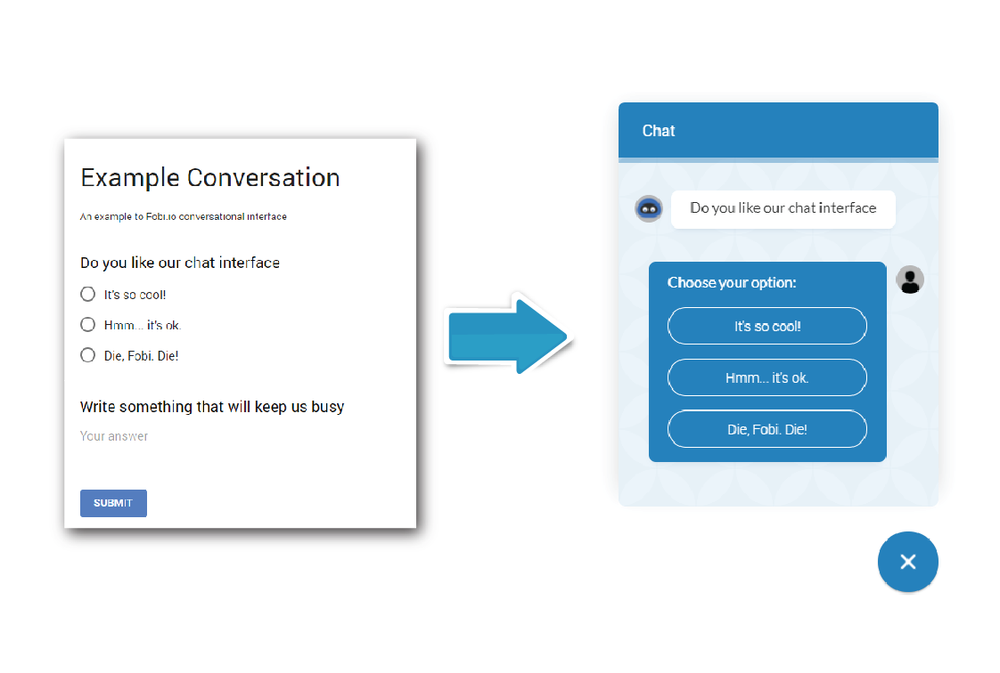 Example Conversation
An example to Fobi.io conversational interface
Do you like our chat interface
It's so cool!
Hmm... it's ok.
Die, Fobi. Die!
Write something that will keep us busy
Your answer
SUBMIT
Chat
Do you like our chat interface
Choose your option:
It's so cool!
Hmm... it's ok.
Die, Fobi. Die!